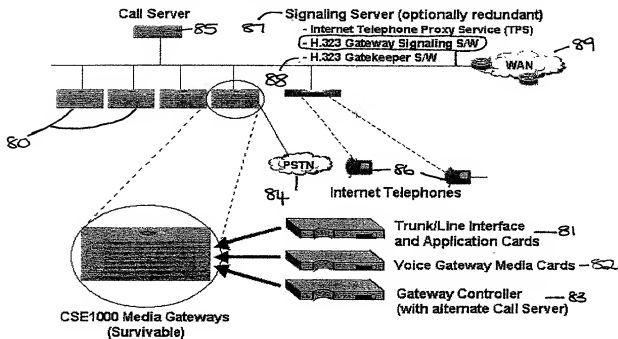 Call Server
85
87
Signaling Server (optionally redundant)
- Internet Telephone Proxy Service (TPS)
- H.323 Gateway Signaling S/W
88
- H.323 Gatekeeper S/W
89
WAN
80
PSTN
84
86
Internet Telephones
Trunk/Line Interface
and Application Cards
81
Voice Gateway Media Cards
82
Gateway Controller
(with alternate Call Server)
83
CSE1000 Media Gateways
(Survivable)